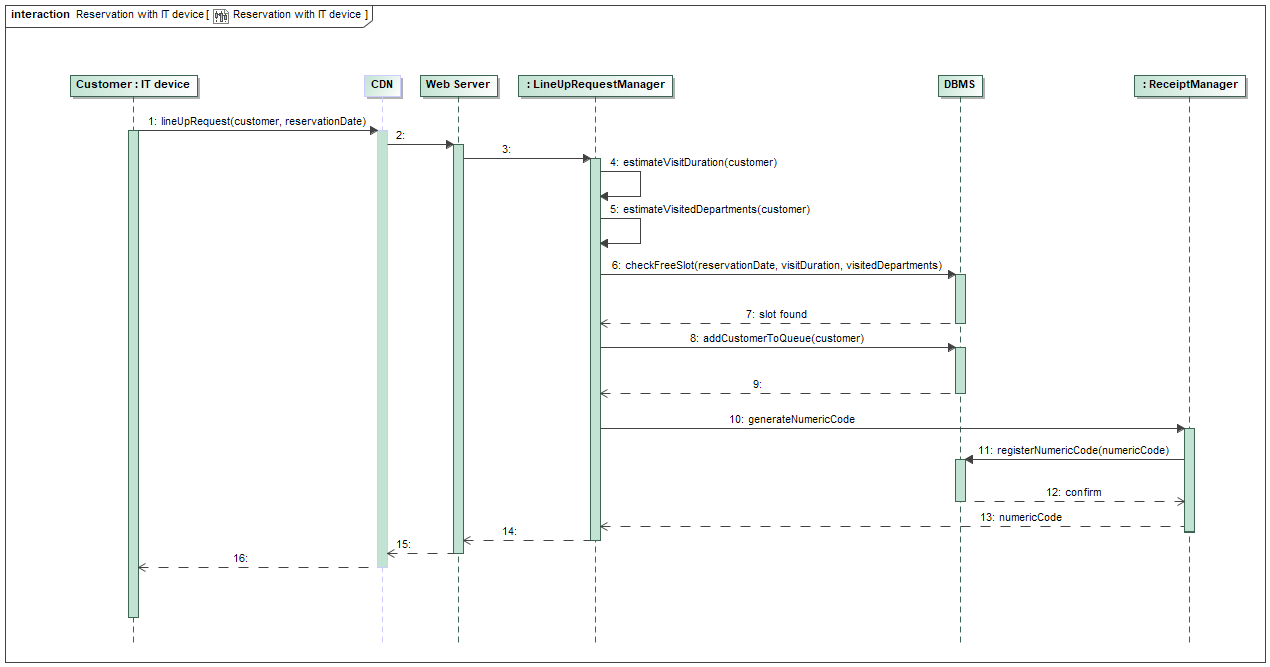 interaction Reservation with IT device [ Reservation with IT device ]
Customer : IT device
CDN
Web Server
: LineUpRequestManager
DBMS
: ReceiptManager
1: lineUpRequest(customer, reservationDate)
2:
3:
4: estimateVisitDuration(customer)
5: estimateVisitedDepartments(customer)
6: checkFreeSlot(reservationDate, visitDuration, visitedDepartments)
7: slot found
8: addCustomerToQueue(customer)
9:
10: generateNumericCode
11: registerNumericCode(numericCode)
12: confirm
13: numericCode
14:
15:
16: